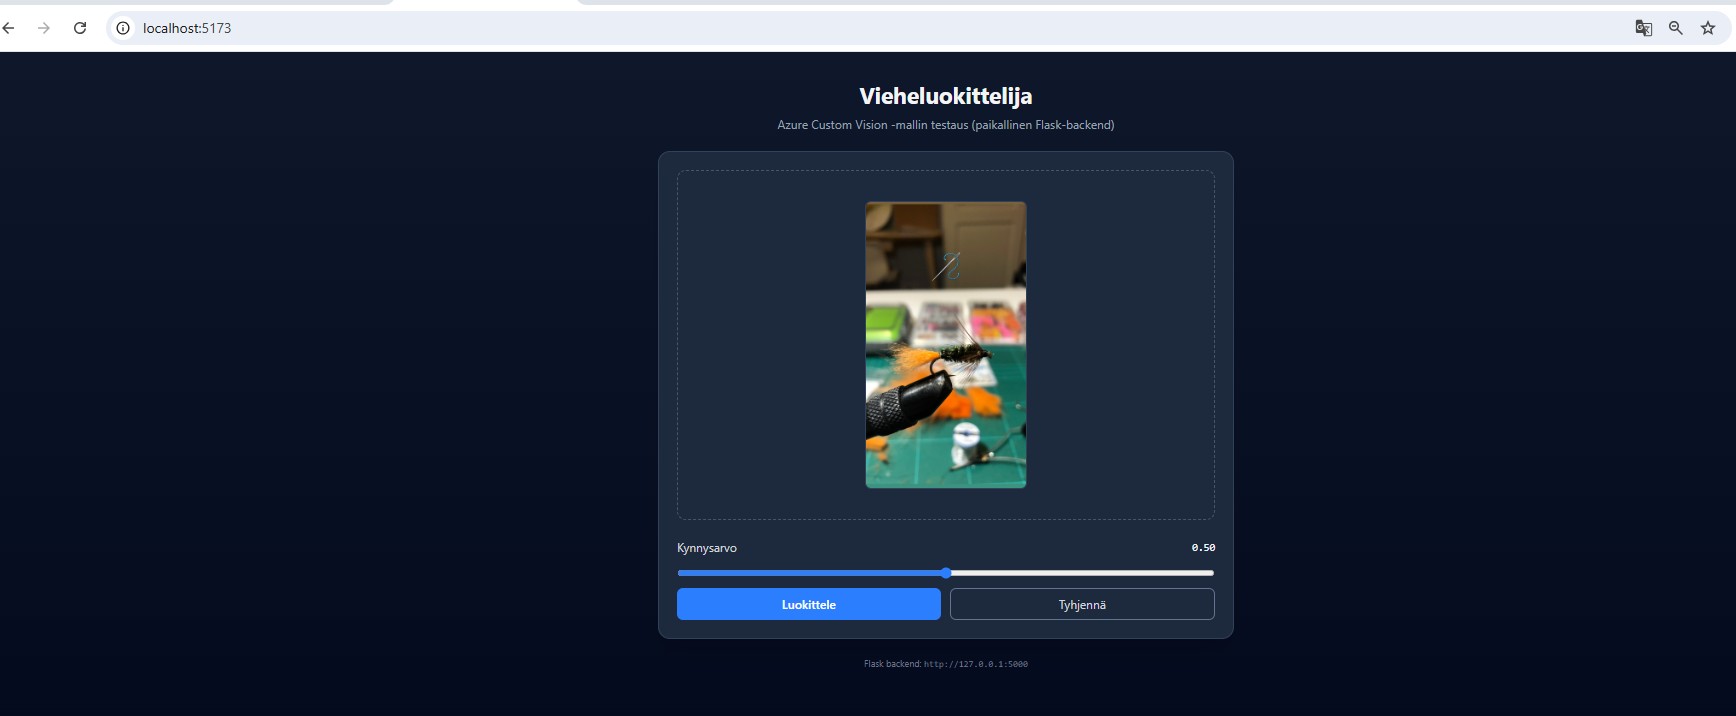 localhost:5173
Vieheluokittelija
Azure Custom Vision -mallin testaus (paikallinen Flask-backend)
Kynnysarvo 0.50
Luokittele Tyhjennä
Flask backend: http://127.0.0.1:5000